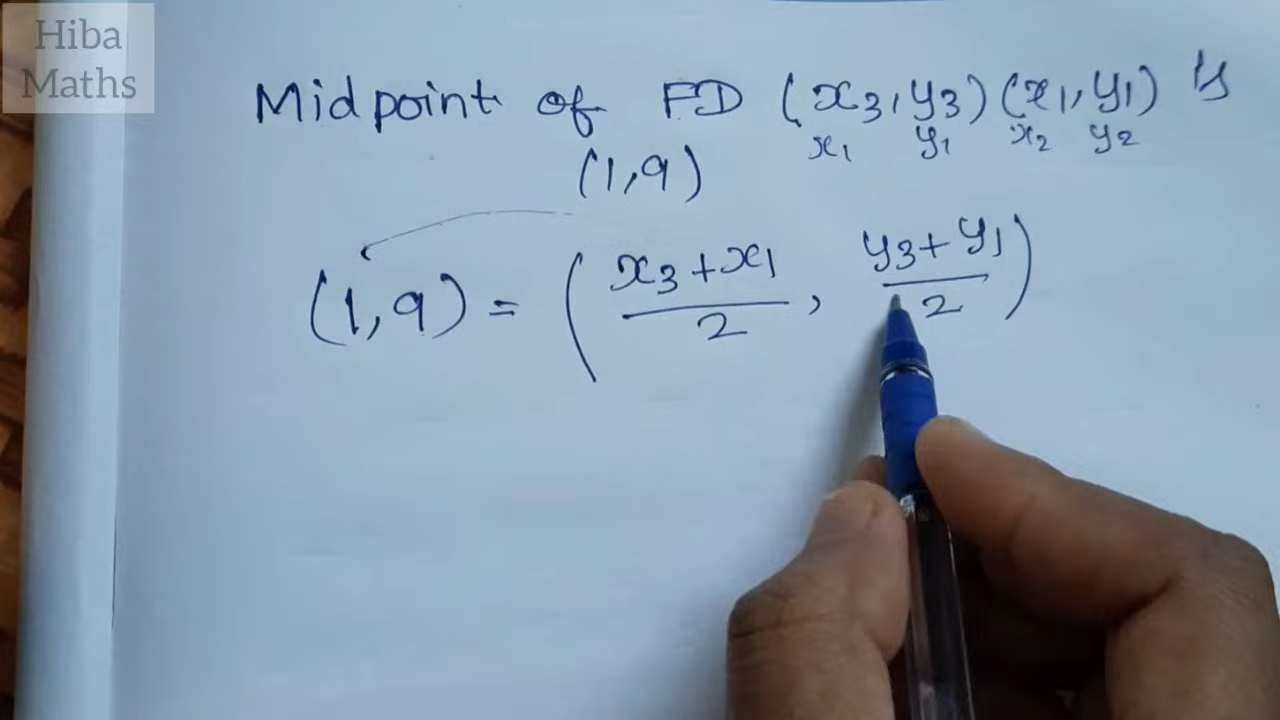 Hiba
Maths
Midpoint of FD (x3, y3) (x1, y1) is
x1 y1 x2 y2
(1, 9)
(1, 9) = ( x3 + x1 / 2 , y3 + y1 / 2 )